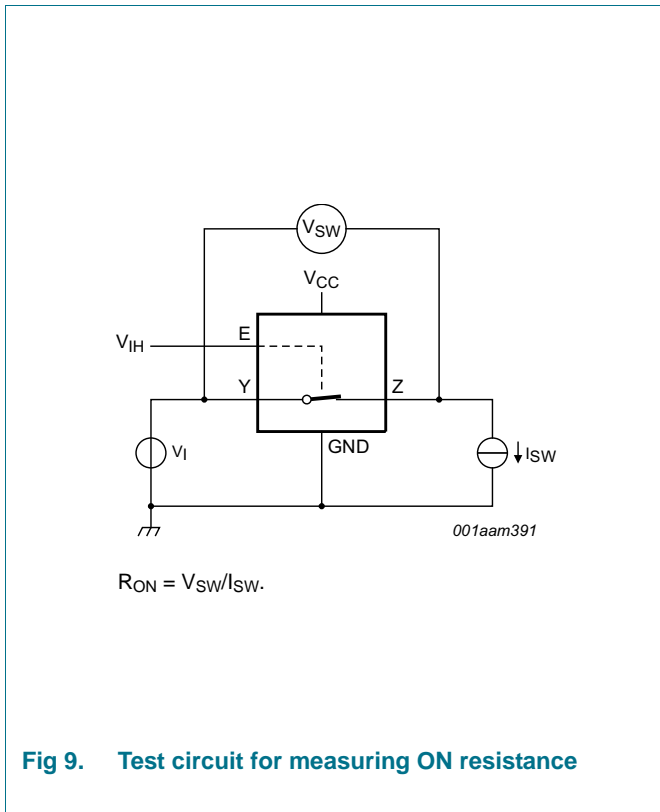 VSW
VCC
VIH
E
Y
Z
VI
GND
ISW
001aam391
RON = VSW/ISW.
Fig 9. Test circuit for measuring ON resistance